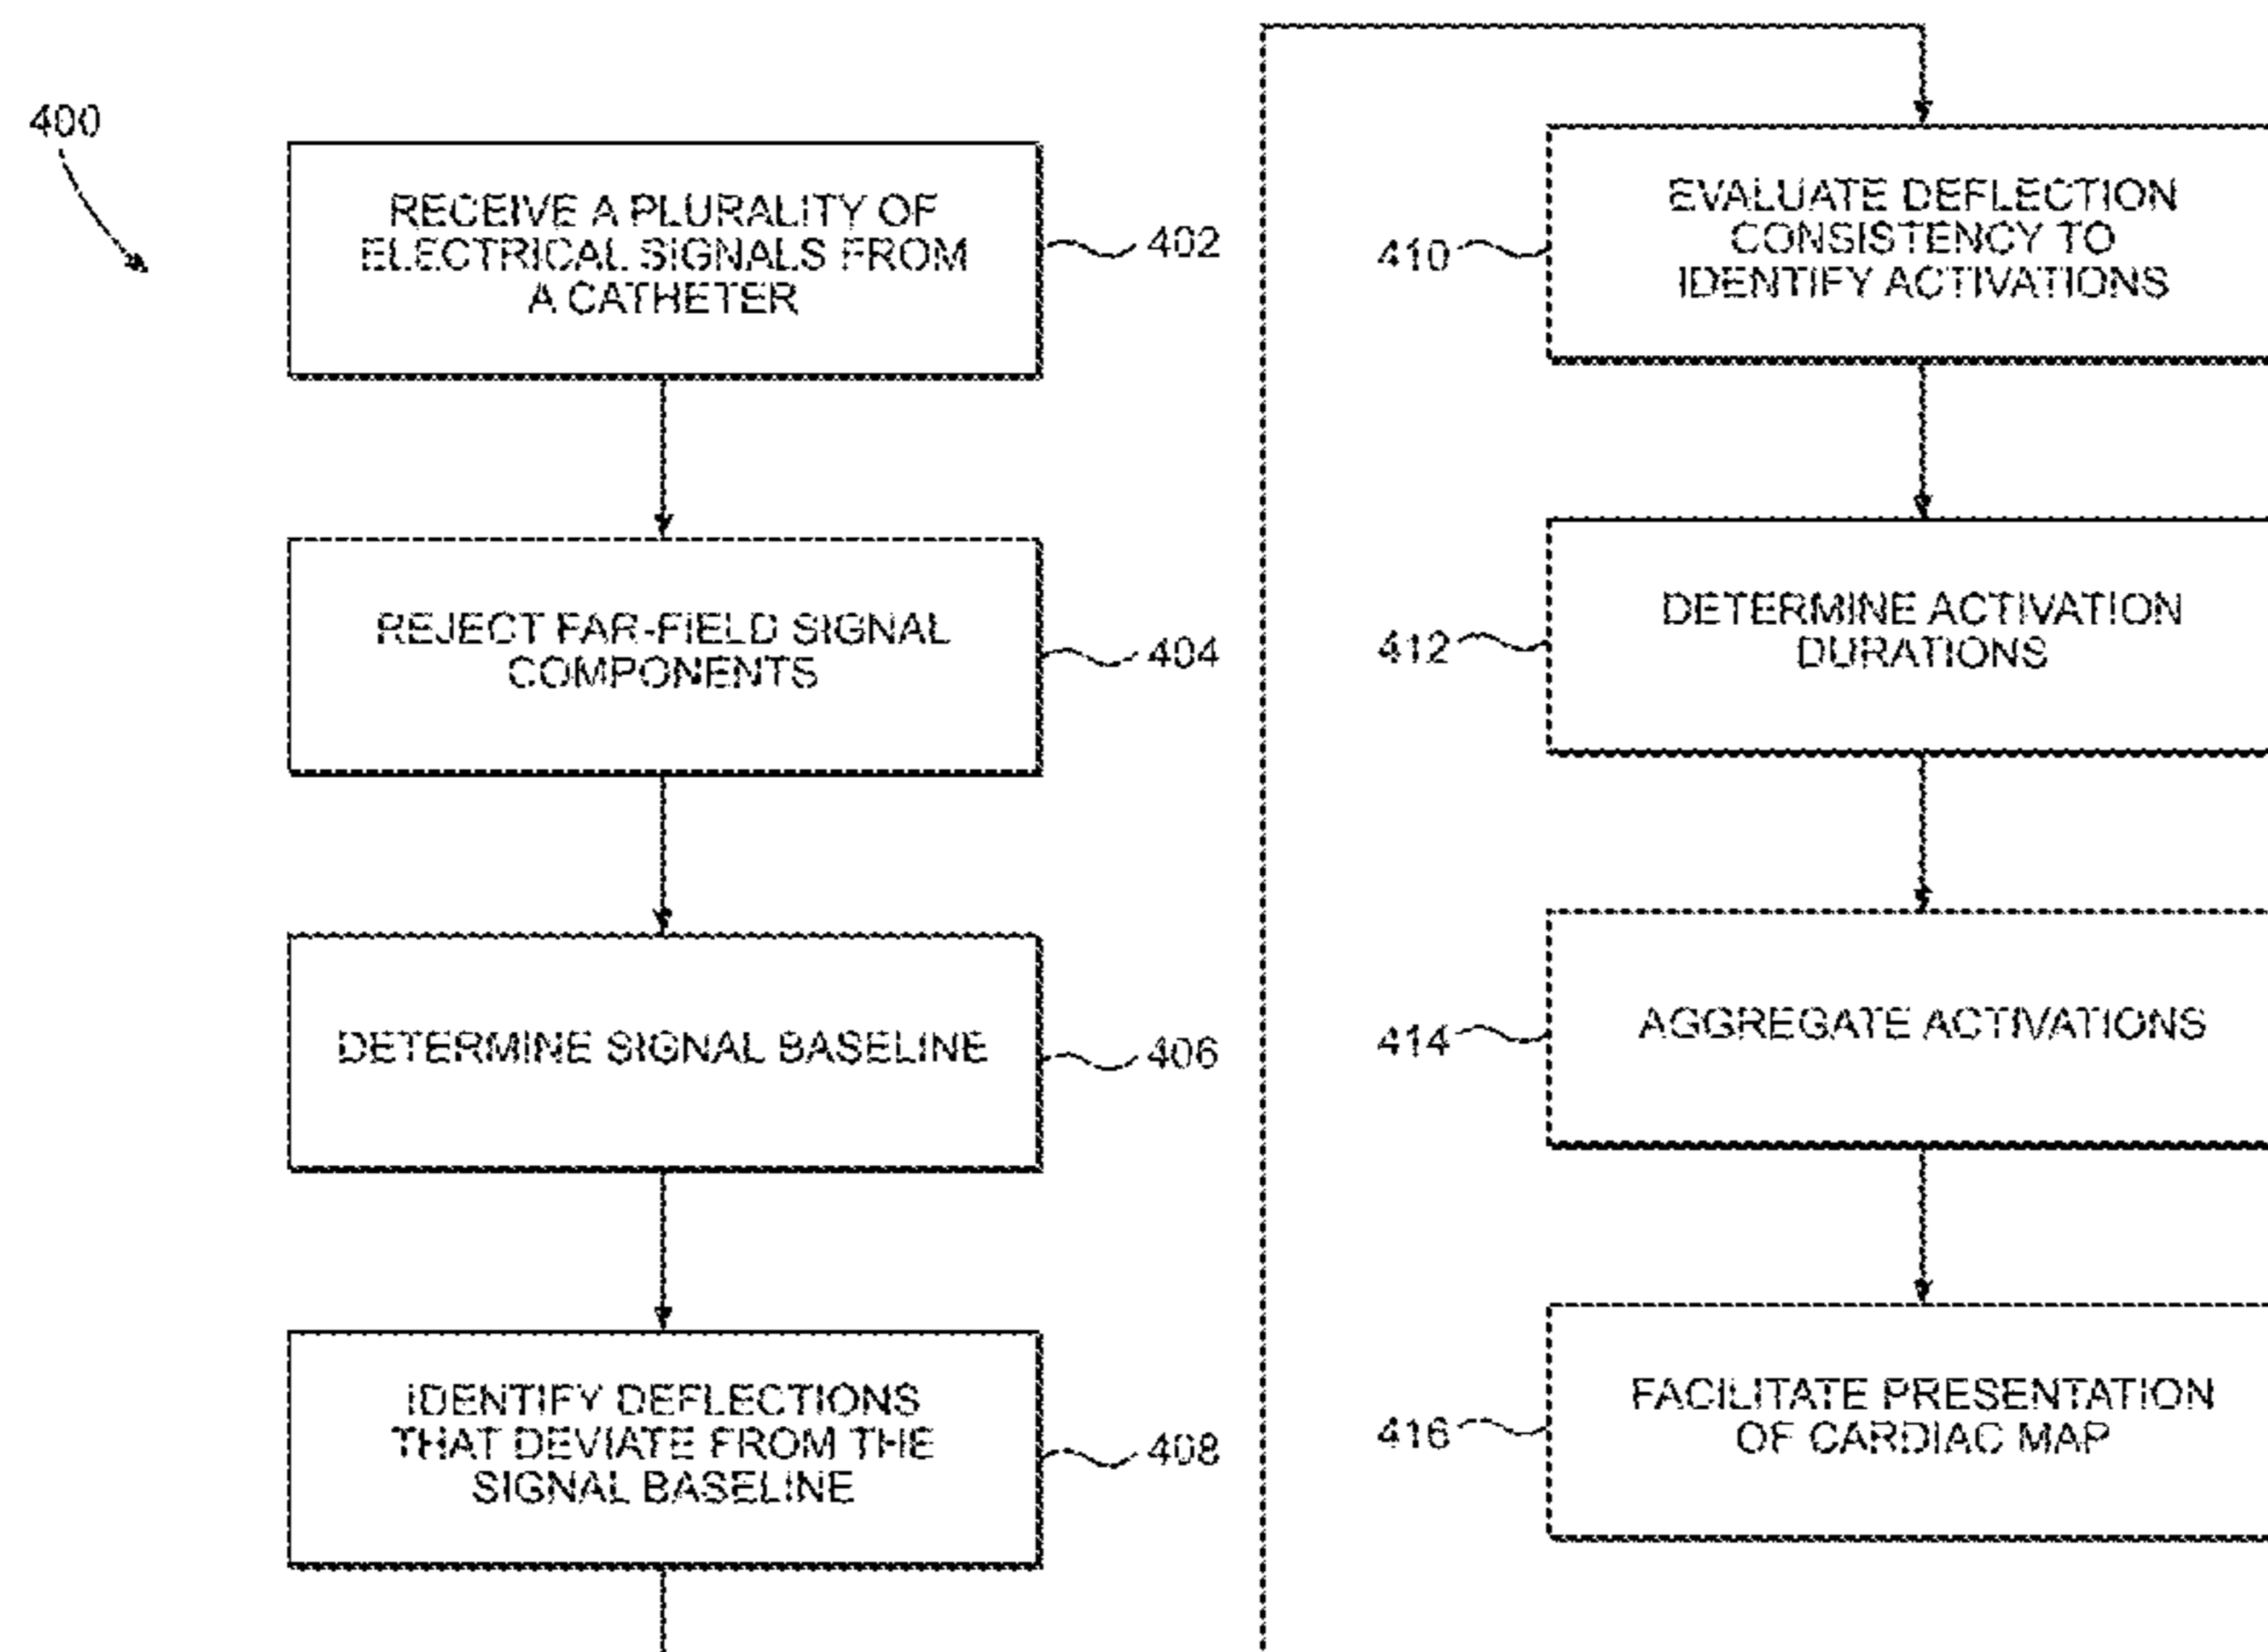 400
RECEIVE A PLURALITY OF
ELECTRICAL SIGNALS FROM
A CATHETER
402
REJECT FAR-FIELD SIGNAL
COMPONENTS
404
DETERMINE SIGNAL BASELINE
406
IDENTIFY DEFLECTIONS
THAT DEVIATE FROM THE
SIGNAL BASELINE
408
EVALUATE DEFLECTION
CONSISTENCY TO
IDENTIFY ACTIVATIONS
410
DETERMINE ACTIVATION
DURATIONS
412
AGGREGATE ACTIVATIONS
414
FACILITATE PRESENTATION
OF CARDIAC MAP
416